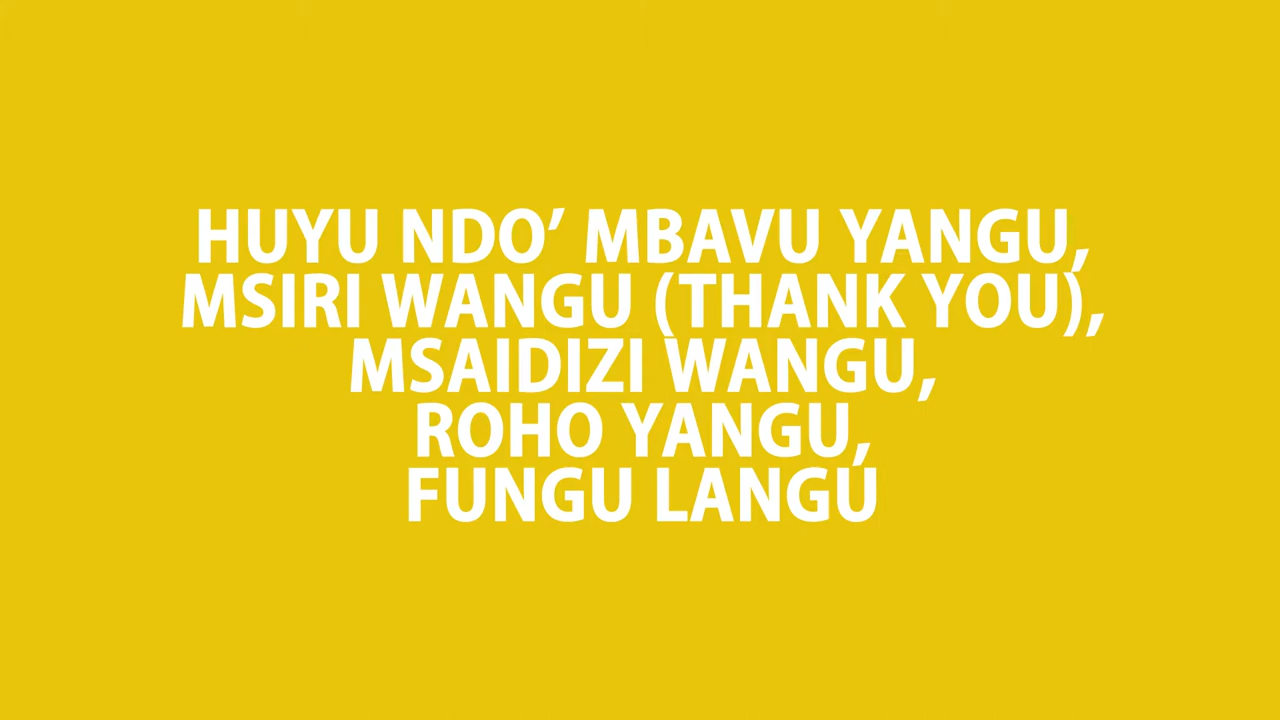 HUYU NDO’ MBAVU YANGU,
MSIRI WANGU (THANK YOU),
MSAIDIZI WANGU,
ROHO YANGU,
FUNGU LANGU